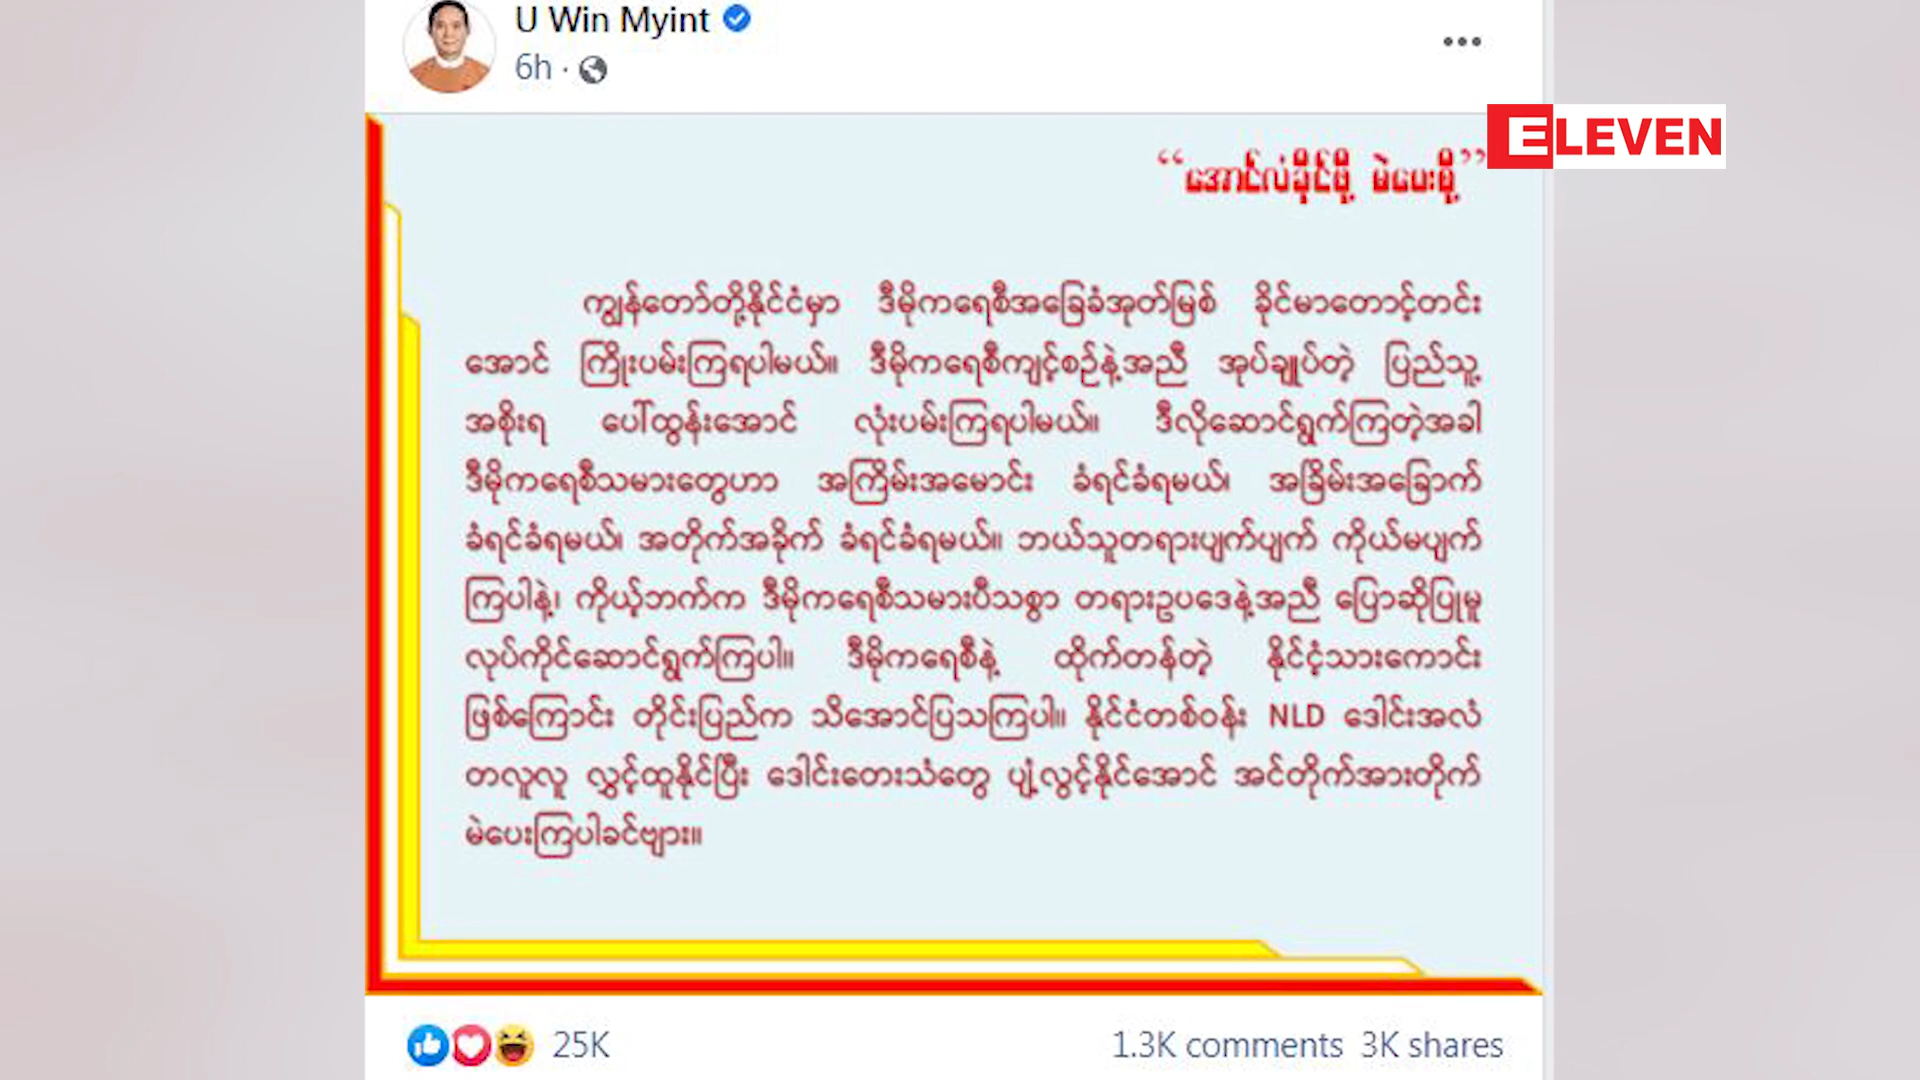 U Win Myint
6h ·
ELEVEN
“အောင်လံခိုင်ဖို့ မဲပေးစို့”
ကျွန်တော်တို့နိုင်ငံမှာ ဒီမိုကရေစီအခြေခံအုတ်မြစ် ခိုင်မာတောင့်တင်း
အောင် ကြိုးပမ်းကြရပါမယ်။ ဒီမိုကရေစီကျင့်စဉ်နဲ့အညီ အုပ်ချုပ်တဲ့ ပြည်သူ့
အစိုးရ ပေါ်ထွန်းအောင် လုံးပမ်းကြရပါမယ်။ ဒီလိုဆောင်ရွက်ကြတဲ့အခါ
ဒီမိုကရေစီသမားတွေဟာ အကြိမ်းအမောင်း ခံရင်ခံရမယ်၊ အခြိမ်းအခြောက်
ခံရင်ခံရမယ်၊ အတိုက်အခိုက် ခံရင်ခံရမယ်။ ဘယ်သူတရားပျက်ပျက် ကိုယ်မပျက်
ကြပါနဲ့၊ ကိုယ့်ဘက်က ဒီမိုကရေစီသမားပီသစွာ တရားဥပဒေနဲ့အညီ ပြောဆိုပြုမူ
လုပ်ကိုင်ဆောင်ရွက်ကြပါ။ ဒီမိုကရေစီနဲ့ ထိုက်တန်တဲ့ နိုင်ငံ့သားကောင်း
ဖြစ်ကြောင်း တိုင်းပြည်က သိအောင်ပြသကြပါ။ နိုင်ငံတစ်ဝန်း NLD ဒေါင်းအလံ
တလူလူ လွှင့်ထူနိုင်ပြီး ဒေါင်းတေးသံတွေ ပျံ့လွင့်နိုင်အောင် အင်တိုက်အားတိုက်
မဲပေးကြပါခင်ဗျား။
25K
1.3K comments 3K shares